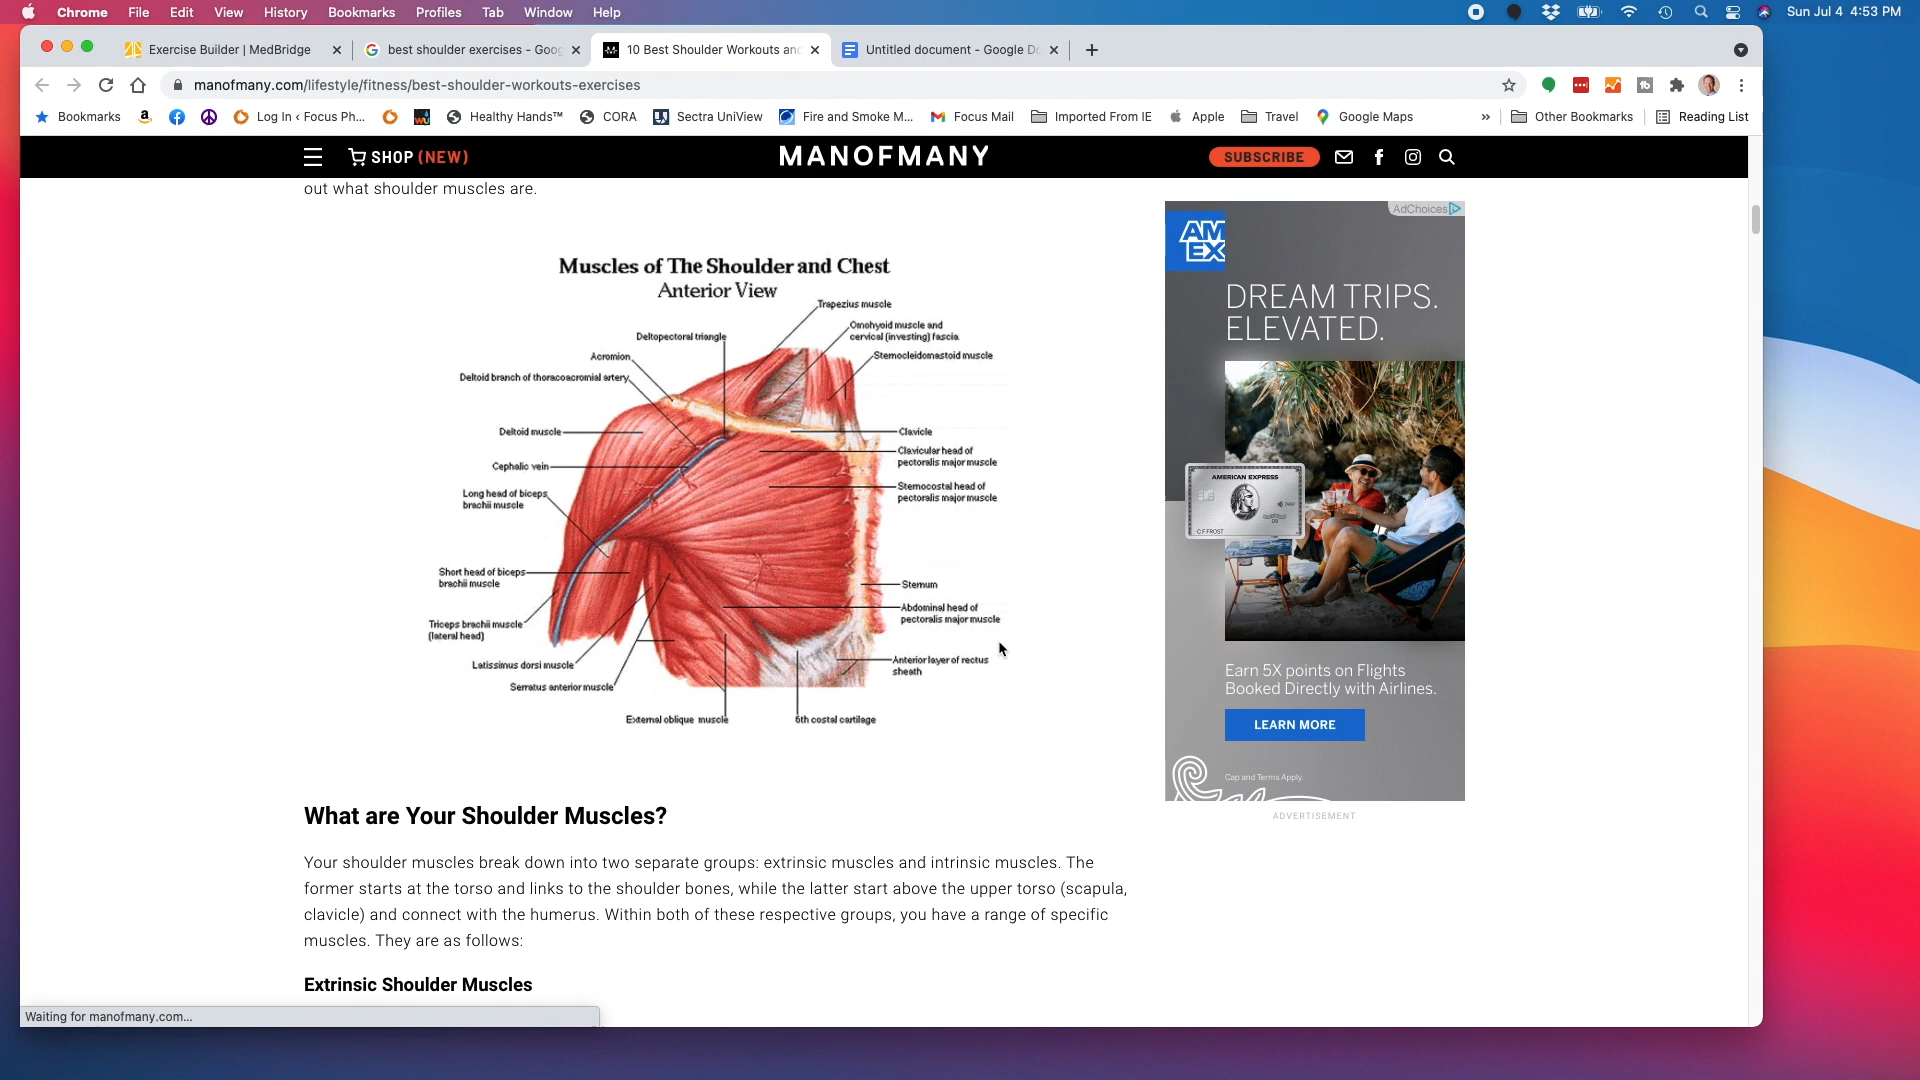 Chrome File Edit View History Bookmarks Profiles Tab Window Help Sun Jul 4 4:53 PM
Exercise Builder | MedBridge
best shoulder exercises - Goog
10 Best Shoulder Workouts and
Untitled document - Google Do
manofmany.com/lifestyle/fitness/best-shoulder-workouts-exercises
Bookmarks Log In ‹ Focus Ph... Healthy Hands™ CORA Sectra UniView Fire and Smoke M... Focus Mail Imported From IE Apple Travel Google Maps » Other Bookmarks Reading List
SHOP (NEW) MANOFMANY SUBSCRIBE
out what shoulder muscles are.
Muscles of The Shoulder and Chest
Anterior View
Trapezius muscle
Omohyoid muscle and
cervical (investing) fascia
Deltopectoral triangle
Sternocleidomastoid muscle
Acromion
Deltoid branch of thoracoacromial artery
Deltoid muscle
Clavicle
Clavicular head of
pectoralis major muscle
Cephalic vein
Sternocostal head of
pectoralis major muscle
Long head of biceps
brachii muscle
Short head of biceps
brachii muscle
Sternum
Abdominal head of
pectoralis major muscle
Triceps brachii muscle
(lateral head)
Latissimus dorsi muscle
Anterior layer of rectus
sheath
Serratus anterior muscle
External oblique muscle
6th costal cartilage
AdChoices
AM
EX
DREAM TRIPS.
ELEVATED.
AMERICAN EXPRESS
C F FROST
Earn 5X points on Flights
Booked Directly with Airlines.
LEARN MORE
Cap and Terms Apply.
ADVERTISEMENT
What are Your Shoulder Muscles?
Your shoulder muscles break down into two separate groups: extrinsic muscles and intrinsic muscles. The
former starts at the torso and links to the shoulder bones, while the latter start above the upper torso (scapula,
clavicle) and connect with the humerus. Within both of these respective groups, you have a range of specific
muscles. They are as follows:
Extrinsic Shoulder Muscles
Waiting for manofmany.com...